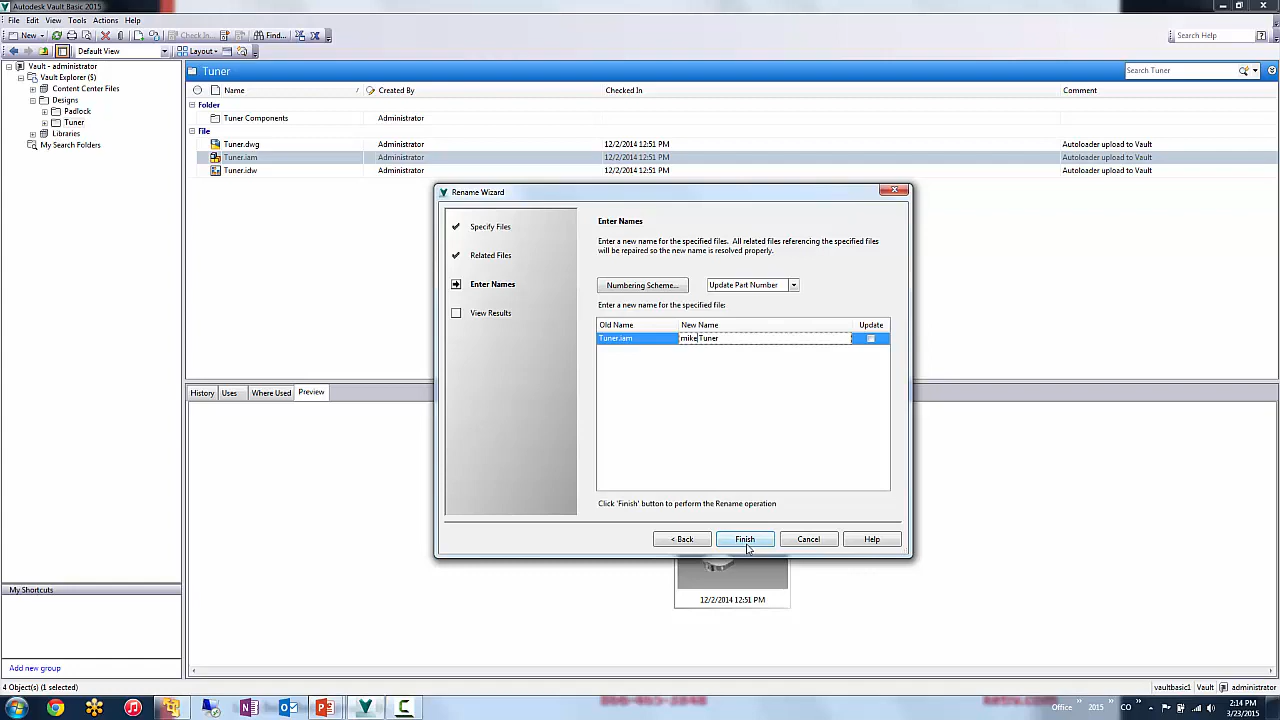 Autodesk Vault Basic 2015
File Edit View Tools Actions Help
New Check In... Find...
Search Help
Default View Layout
Vault - administrator
Vault Explorer ($)
Content Center Files
Designs
Padlock
Tuner
Libraries
My Search Folders
Tuner
Search Tuner
Name Created By Checked In Comment
Folder
Tuner Components Administrator
File
Tuner.dwg Administrator 12/2/2014 12:51 PM Autoloader upload to Vault
Tuner.iam Administrator 12/2/2014 12:51 PM Autoloader upload to Vault
Tuner.idw Administrator 12/2/2014 12:51 PM Autoloader upload to Vault
Rename Wizard
Specify Files
Related Files
Enter Names
View Results
Enter Names
Enter a new name for the specified files. All related files referencing the specified files
will be repaired so the new name is resolved properly.
Numbering Scheme... Update Part Number
Enter a new name for the specified file:
Old Name New Name Update
Tuner.iam mikeTuner
Click 'Finish' button to perform the Rename operation
< Back Finish Cancel Help
History Uses Where Used Preview
12/2/2014 12:51 PM
My Shortcuts
Add new group
4 Object(s) (1 selected)
vaultbasic1 Vault administrator
Office 2015 CO
2:14 PM
3/23/2015